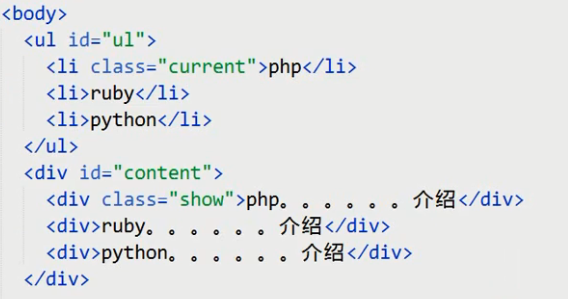 <body>
<ul id="ul">
<li class="current">php</li>
<li>ruby</li>
<li>python</li>
</ul>
<div id="content">
<div class="show">php。。。。。。介绍</div>
<div>ruby。。。。。。介绍</div>
<div>python。。。。。。介绍</div>
</div>